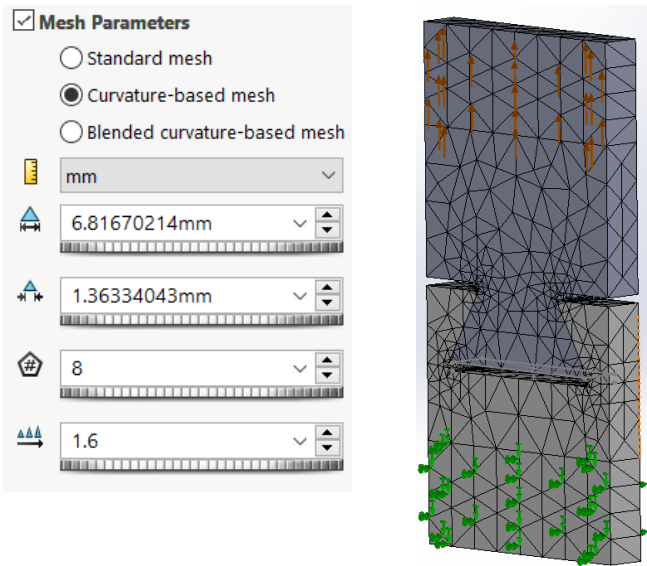 Mesh Parameters
Standard mesh
Curvature-based mesh
Blended curvature-based mesh
mm
6.81670214mm
1.36334043mm
#
8
1.6